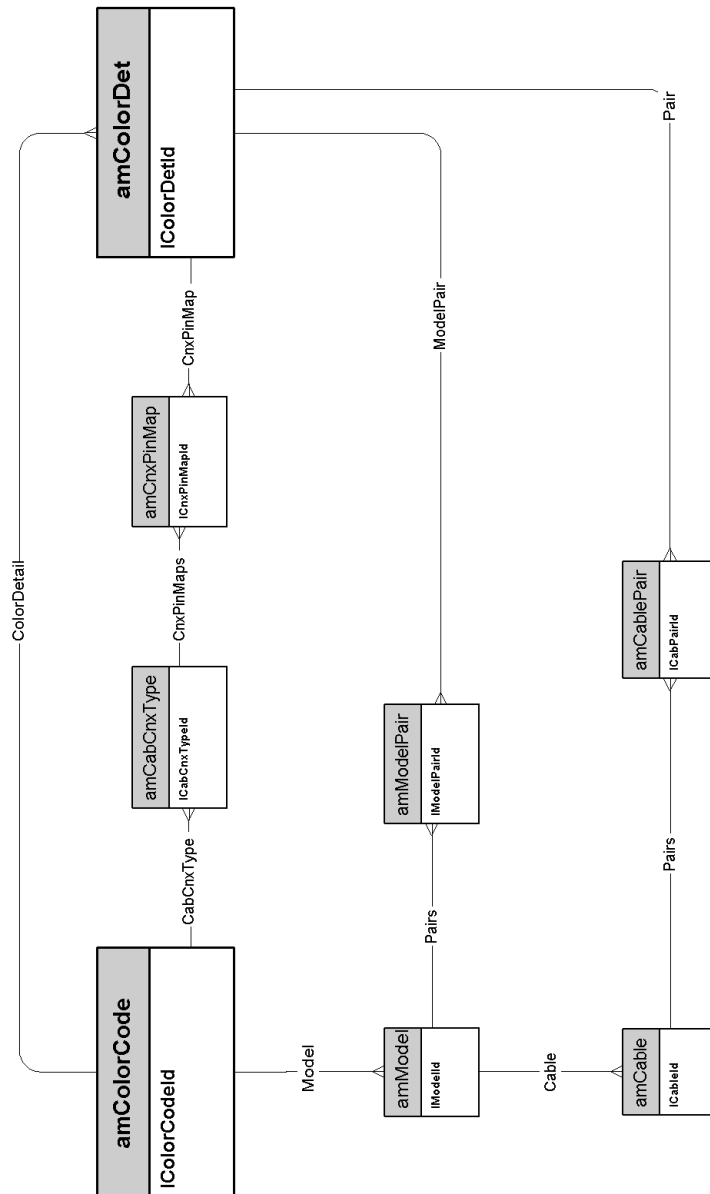 amColorDet
lColorDetId
Pair
ModelPair
CnxPinMap
amCnxPinMap
lCnxPinMapId
ColorDetail
CnxPinMaps
amCablePair
lCabPairId
amCabCnxType
lCabCnxTypeId
amModelPair
lModelPairId
CabCnxType
Pairs
Pairs
amColorCode
lColorCodeId
Model
amModel
lModelId
Cable
amCable
lCableId